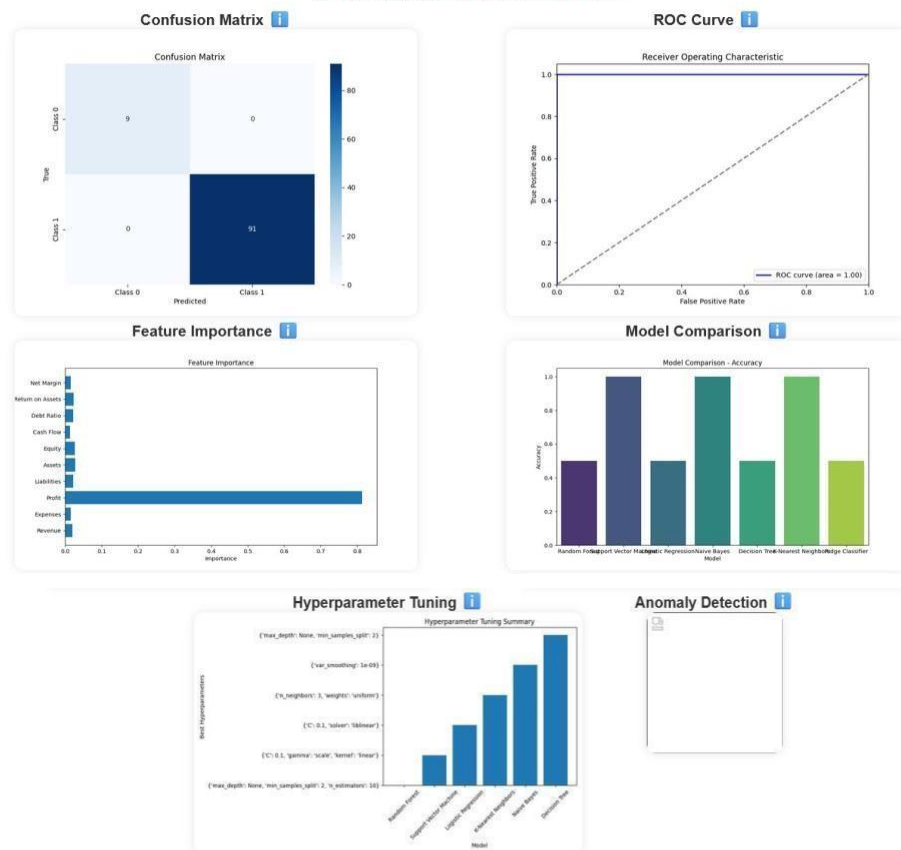 Confusion Matrix i
Confusion Matrix
Class 0
9
0
True
Class 1
0
91
Class 0 Class 1
Predicted
80
60
40
20
0
ROC Curve i
Receiver Operating Characteristic
True Positive Rate
1.0
0.8
0.6
0.4
0.2
0.0
ROC curve (area = 1.00)
0.0 0.2 0.4 0.6 0.8 1.0
False Positive Rate
Feature Importance i
Feature Importance
Net Margin
Return on Assets
Debt Ratio
Cash Flow
Equity
Assets
Liabilities
Profit
Expenses
Revenue
0.0 0.1 0.2 0.3 0.4 0.5 0.6 0.7 0.8
Importance
Model Comparison i
Model Comparison - Accuracy
Accuracy
1.0
0.8
0.6
0.4
0.2
0.0
Random Support Vector Regression Naive Bayes Decision Nearest Classifier
Model
Hyperparameter Tuning i
Hyperparameter Tuning Summary
Best Hyperparameters
{'max_depth': None, 'min_samples_split': 2}
{'var_smoothing': 1e-09}
{'n_neighbors': 3, 'weights': 'uniform'}
{'C': 0.1, 'solver': 'liblinear'}
{'C': 0.1, 'gamma': 'scale', 'kernel': 'linear'}
{'max_depth': None, 'min_samples_split': 2, 'n_estimators': 10}
Random Forest
Support Vector Machine
Logistic Regression
K-Nearest Neighbors
Naive Bayes
Decision Tree
Model
Anomaly Detection i